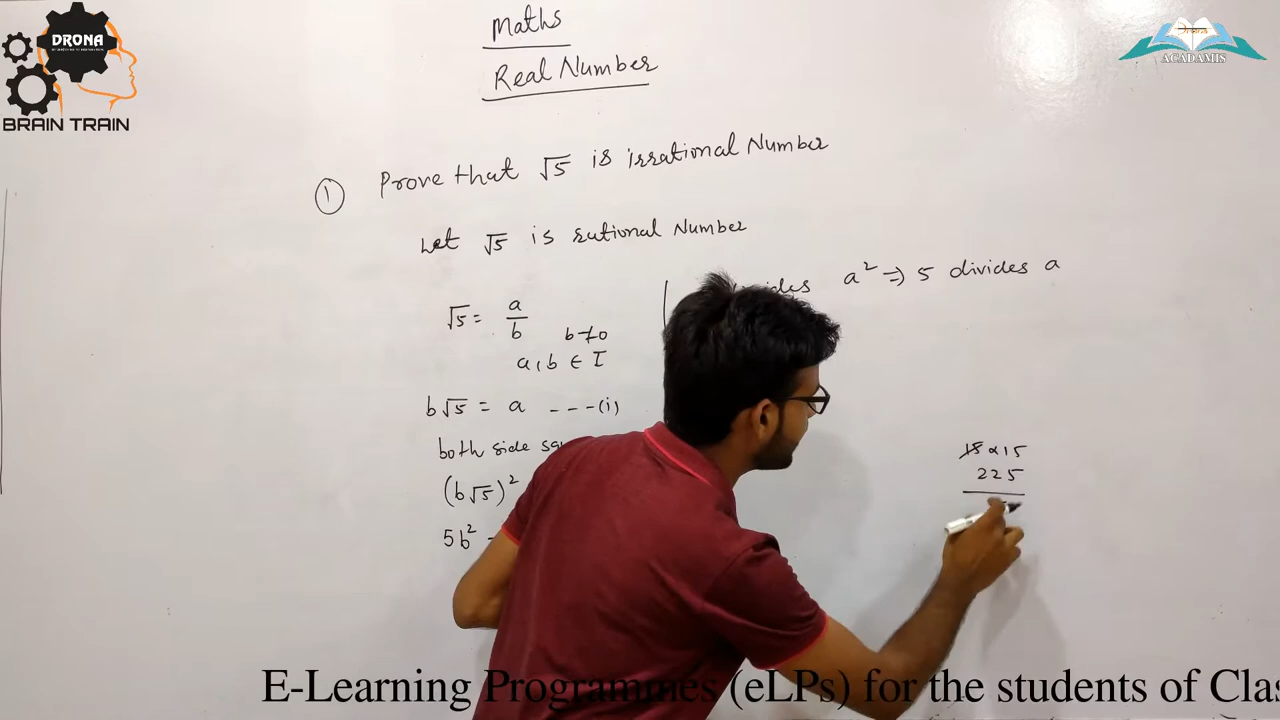 DRONA
BRAIN TRAIN
ACADAMIS
Maths
Real Number
① Prove that √5 is irrational Number
Let √5 is rational Number
√5 = a/b
b≠0
a, b ∈ I
b√5 = a - - - (i)
both side
(b√5)²
5b²
a² => 5 divides a
15 × 15
225
E-Learning Programmes (eLPs) for the students of Clas